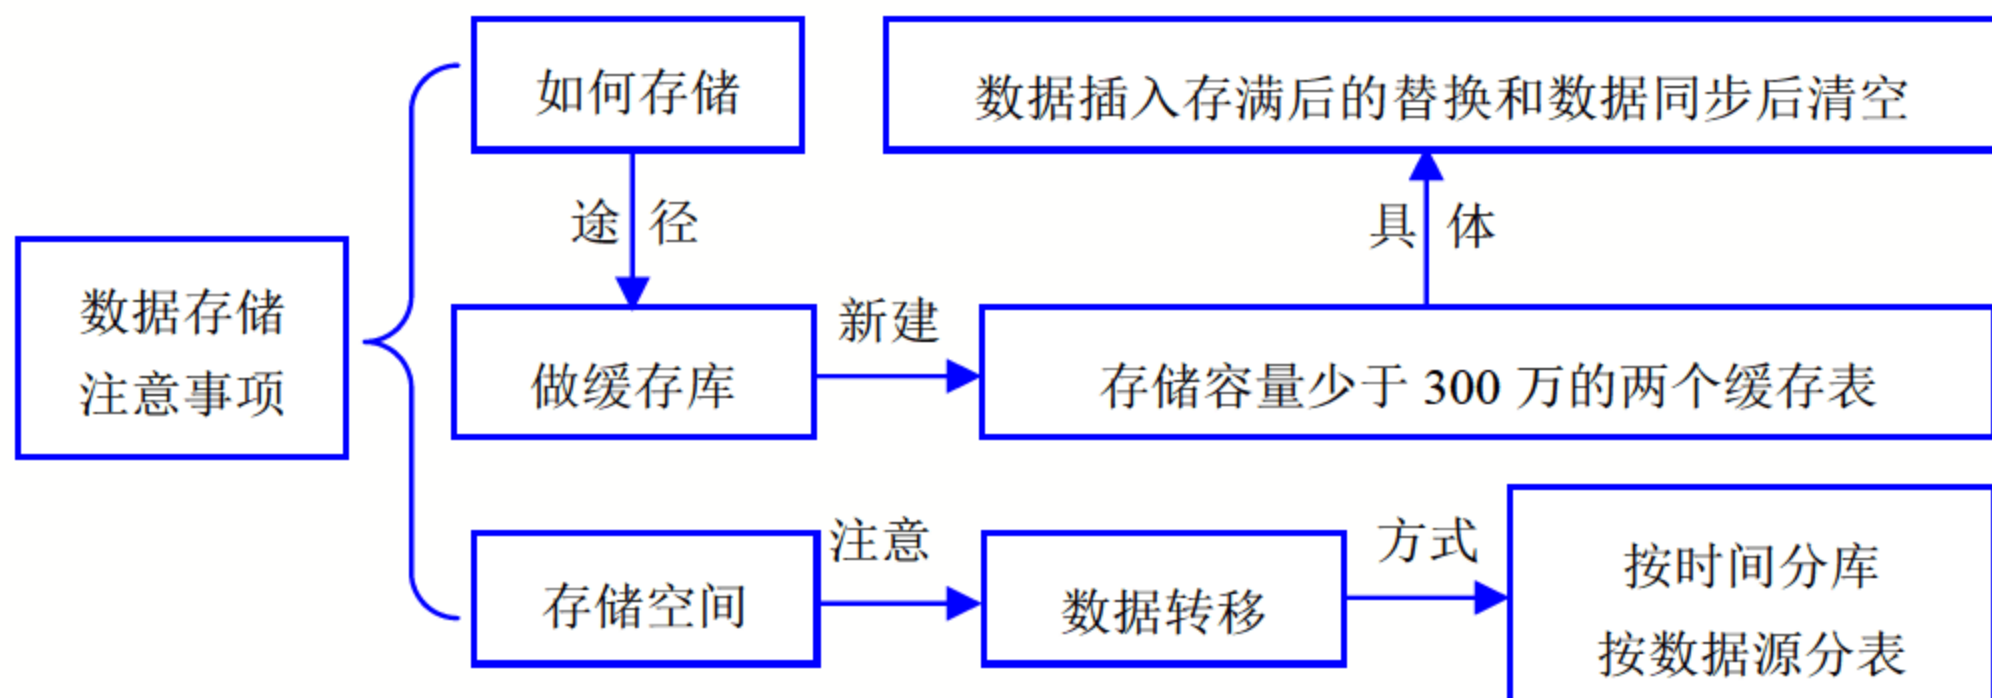 如何存储
数据插入存满后的替换和数据同步后清空
途 径
具 体
数据存储
注意事项
新建
做缓存库
存储容量少于 300 万的两个缓存表
注意
方式
存储空间
数据转移
按时间分库
按数据源分表